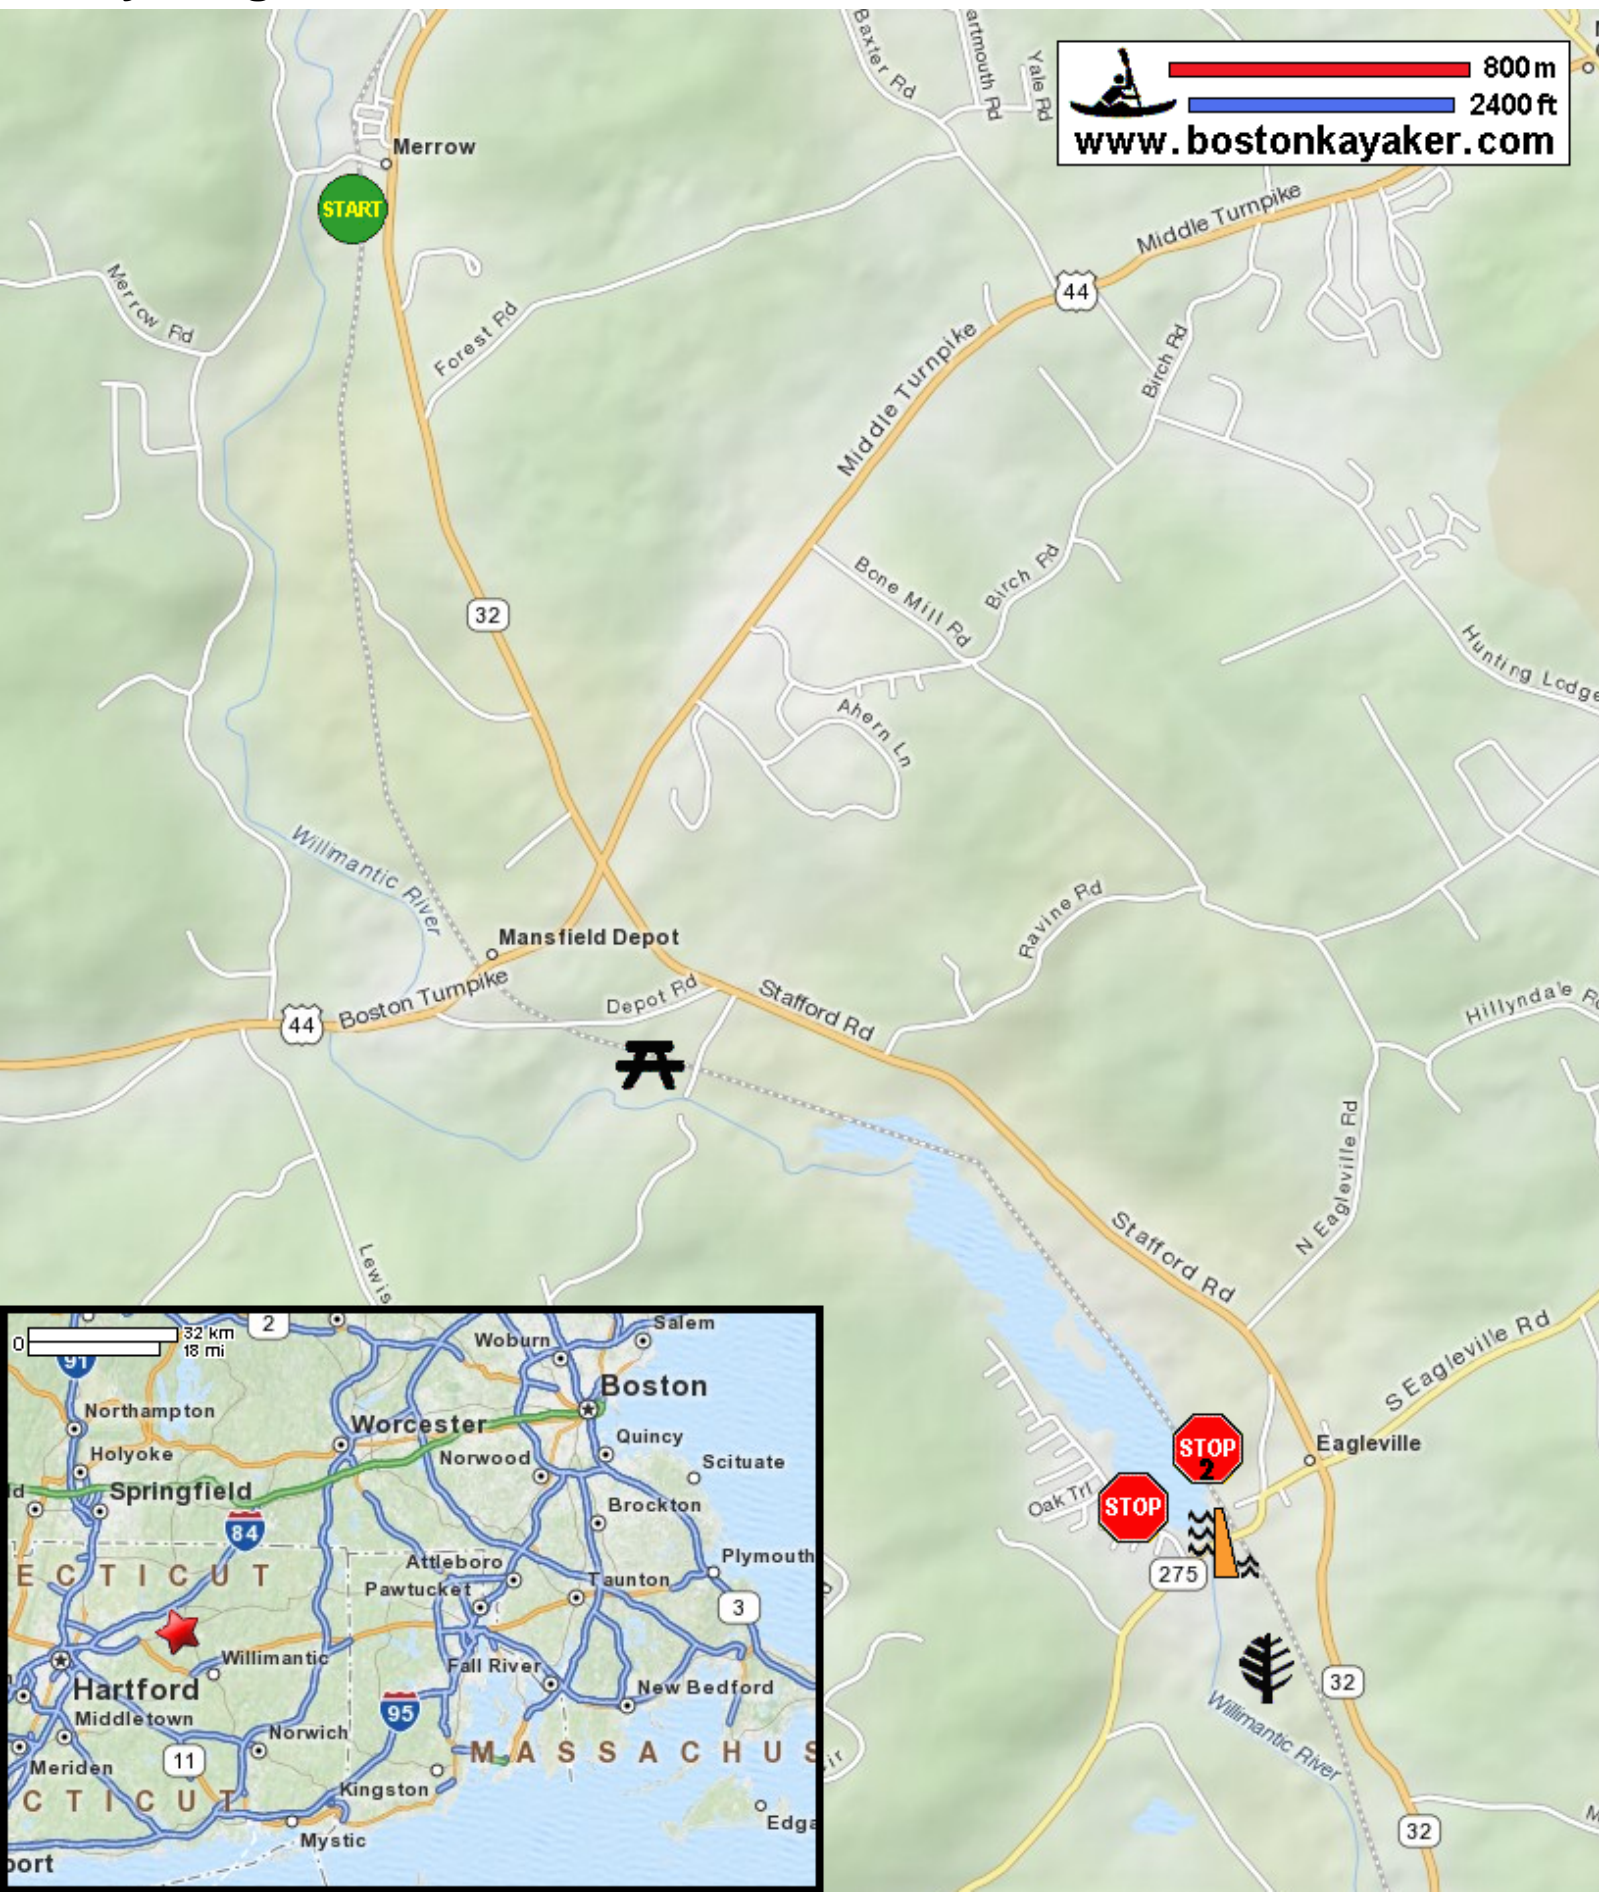 Baxter Rd
artmouth Rd
Yale Rd
800 m
2400 ft
www.bostonkayaker.com
Merrow
START
Middle Turnpike
44
Merrow Rd
Forest Rd
Middle Turnpike
Birch Rd
32
Bone Mill Rd
Birch Rd
Hunting Lodge
Ahern Ln
Willimantic River
Ravine Rd
Mansfield Depot
Boston Turnpike
44
Depot Rd
Stafford Rd
Hillyndale R
N Eagleville Rd
Stafford Rd
Lewis
S Eagleville Rd
Eagleville
STOP
2
STOP
Oak Trl
275
32
Willimantic River
32
0
32 km
18 mi
2
91
Salem
Woburn
Boston
Northampton
Worcester
Quincy
Holyoke
Norwood
Scituate
ld
Springfield
Brockton
84
Attleboro
Plymouth
ECTICUT
Pawtucket
Taunton
3
Willimantic
Fall River
Hartford
New Bedford
95
Middletown
Norwich
11
MASSACHUS
Meriden
Kingston
CTICUT
Edga
Mystic
port
ir